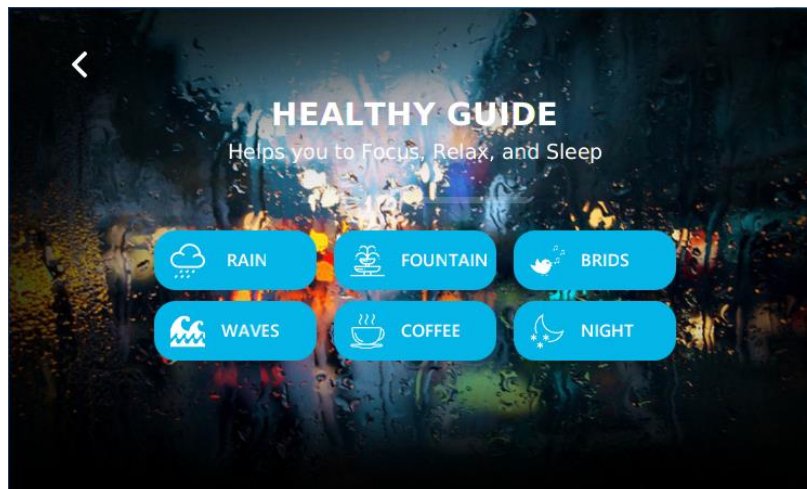 HEALTHY GUIDE
Helps you to Focus, Relax, and Sleep
RAIN
FOUNTAIN
BRIDS
WAVES
COFFEE
NIGHT